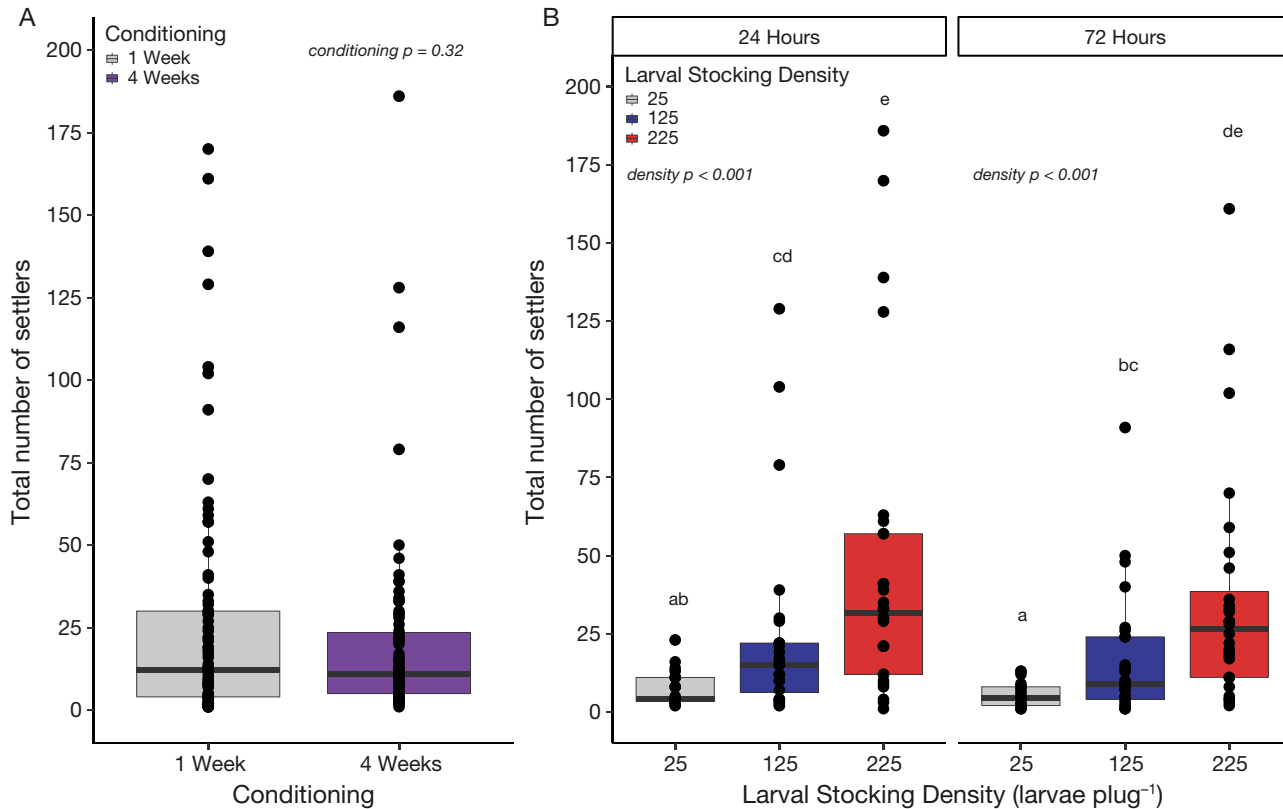 A
Conditioning
1 Week
4 Weeks
conditioning p = 0.32
Total number of settlers
200
175
150
125
100
75
50
25
0
1 Week
4 Weeks
Conditioning
B
24 Hours
72 Hours
Larval Stocking Density
25
125
225
density p < 0.001
density p < 0.001
ab
cd
e
a
bc
de
Total number of settlers
200
175
150
125
100
75
50
25
0
25
125
225
25
125
225
Larval Stocking Density (larvae plug⁻¹)